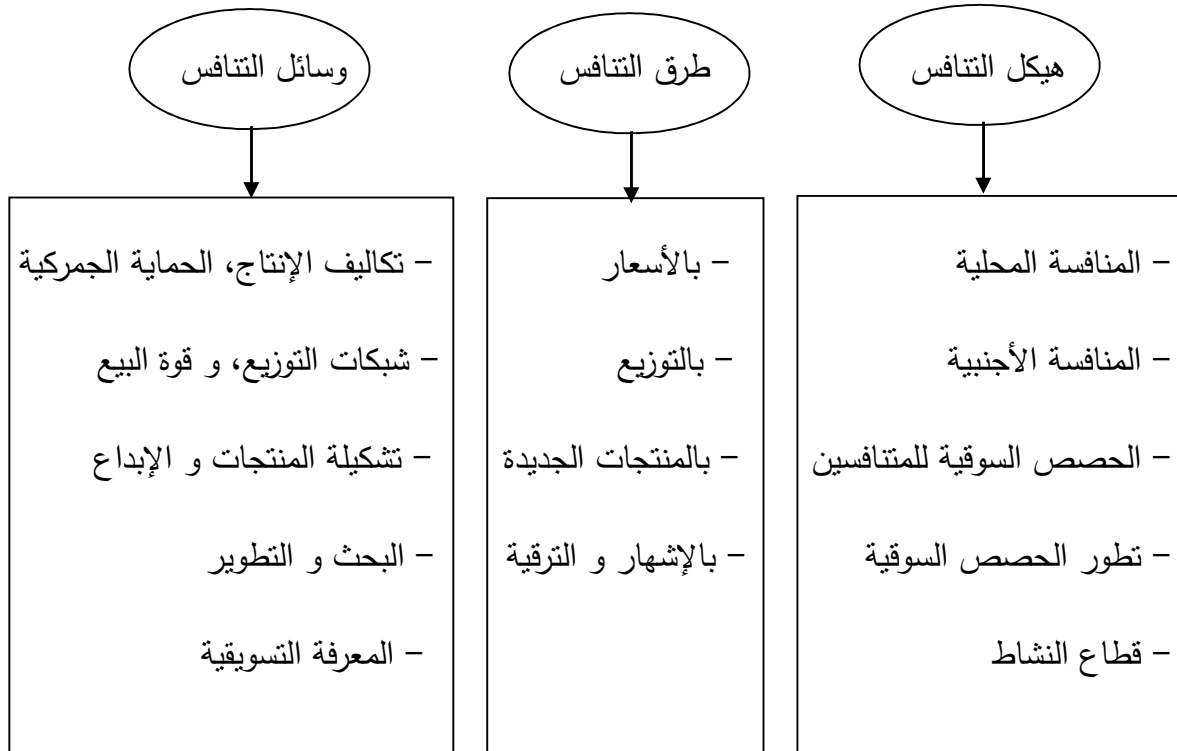 هيكل التنافس
– المنافسة المحلية
– المنافسة الأجنبية
– الحصص السوقية للمتنافسين
– تطور الحصص السوقية
– قطاع النشاط
طرق التنافس
– بالأسعار
– بالتوزيع
– بالمنتجات الجديدة
– بالإشهار و الترقية
وسائل التنافس
– تكاليف الإنتاج، الحماية الجمركية
– شبكات التوزيع، و قوة البيع
– تشكيلة المنتجات و الإبداع
– البحث و التطوير
– المعرفة التسويقية